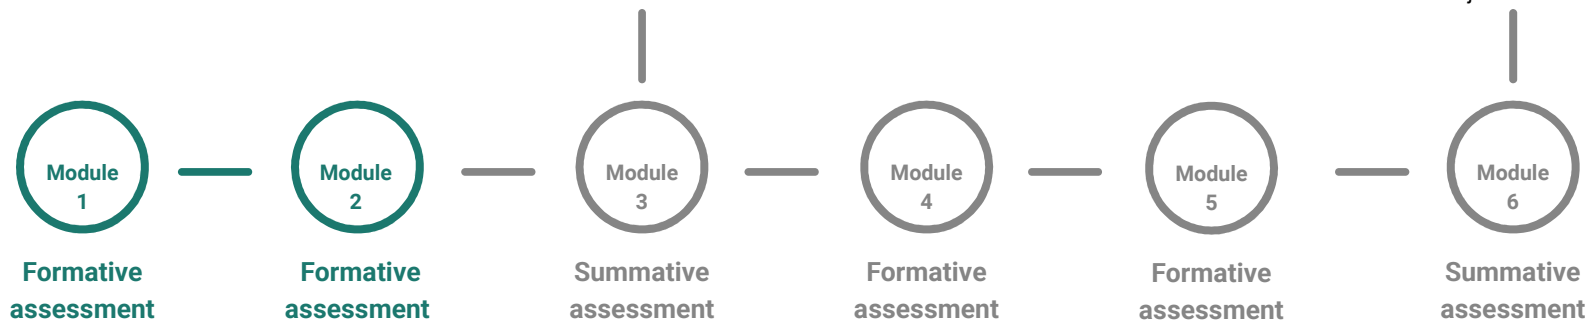 Module
1
Module
2
Module
3
Module
4
Module
5
Module
6
Formative
assessment
Formative
assessment
Summative
assessment
Formative
assessment
Formative
assessment
Summative
assessment